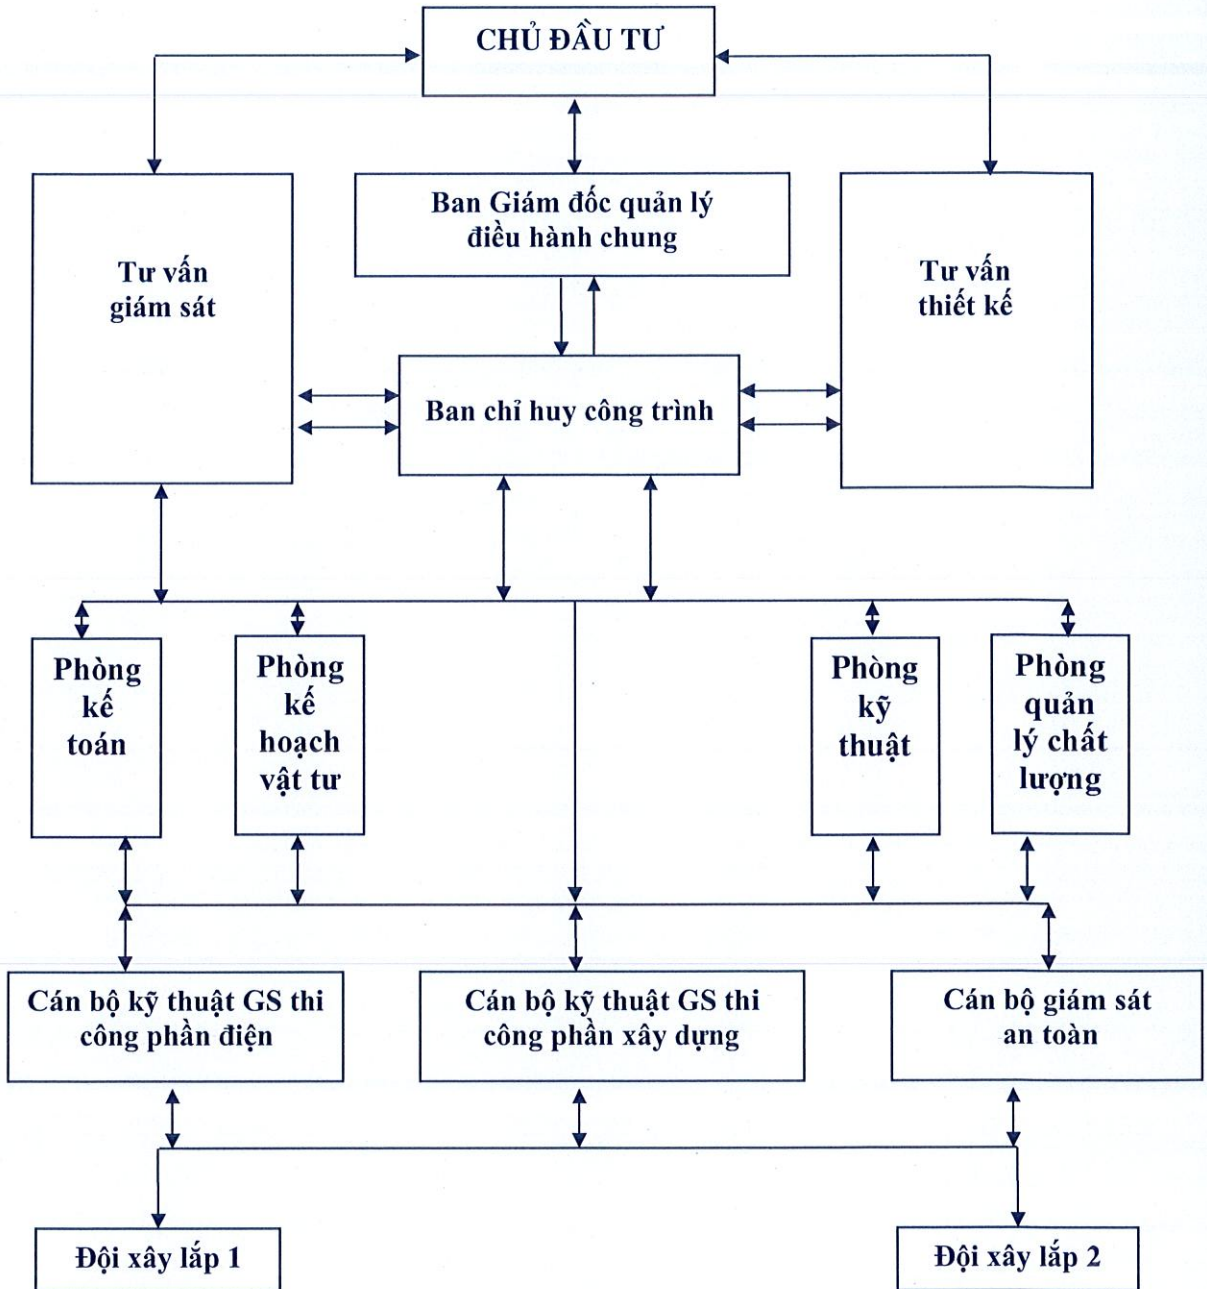 CHỦ ĐẦU TƯ
Ban Giám đốc quản lý
điều hành chung
Tư vấn
giám sát
Tư vấn
thiết kế
Ban chỉ huy công trình
Phòng
kế
toán
Phòng
kế
hoạch
vật tư
Phòng
kỹ
thuật
Phòng
quản
lý chất
lượng
Cán bộ kỹ thuật GS thi
công phần điện
Cán bộ kỹ thuật GS thi
công phần xây dựng
Cán bộ giám sát
an toàn
Đội xây lắp 1
Đội xây lắp 2